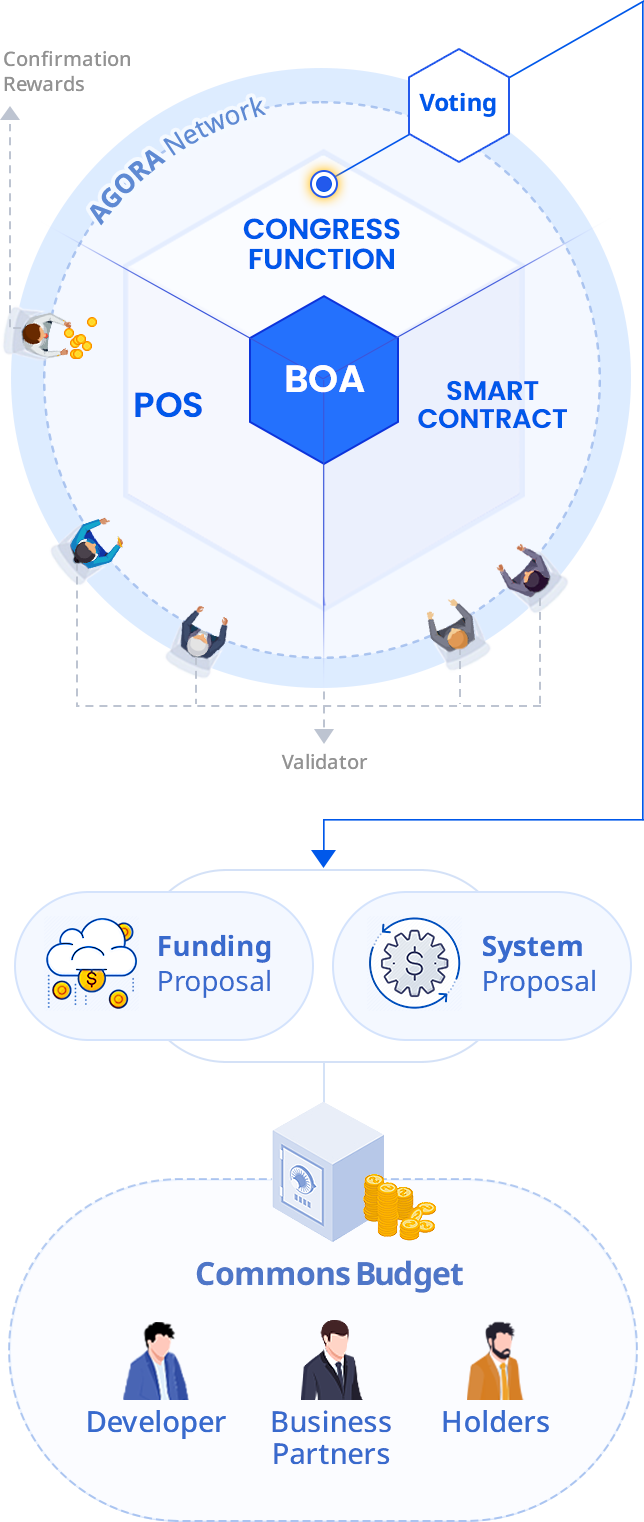 Confirmation
Rewards
Voting
AGORA Network
CONGRESS
FUNCTION
BOA
POS
SMART
CONTRACT
Validator
Funding
Proposal
System
Proposal
Commons Budget
Developer
Business
Partners
Holders